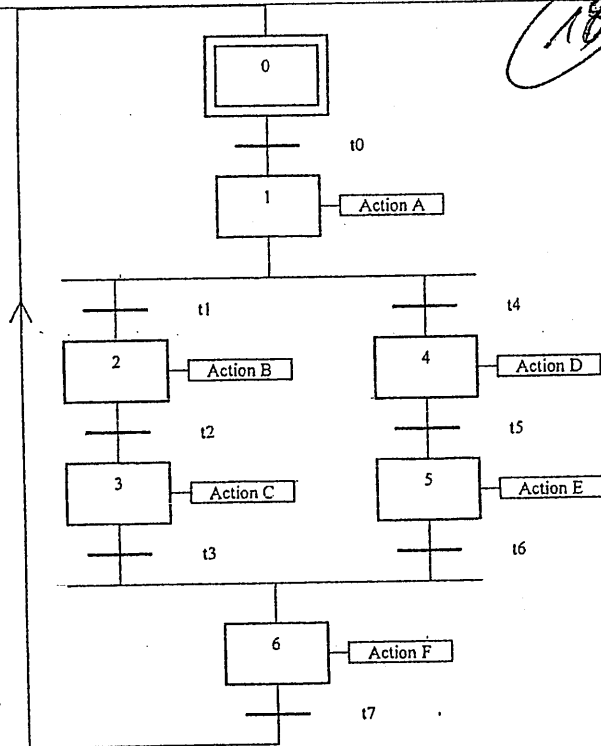 0
t0
1
Action A
t1
t4
2
Action B
4
Action D
t2
t5
3
Action C
5
Action E
t3
t6
6
Action F
t7